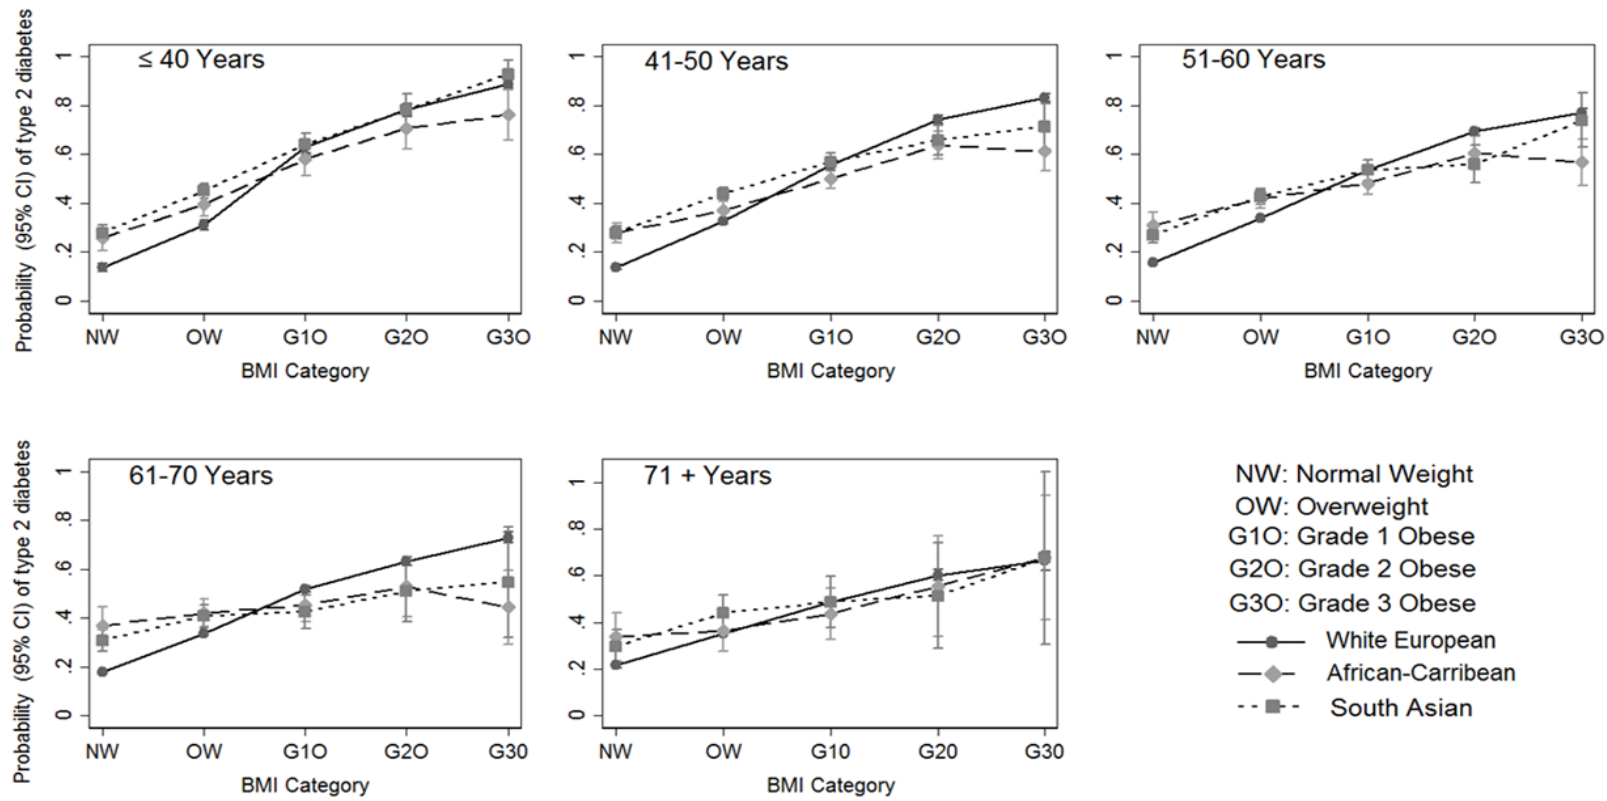 Probability (95% CI) of type 2 diabetes
≤ 40 Years
1
.8
.6
.4
.2
0
NW OW G1O G2O G3O
BMI Category
41-50 Years
1
.8
.6
.4
.2
0
NW OW G1O G2O G3O
BMI Category
51-60 Years
1
.8
.6
.4
.2
0
NW OW G1O G2O G3O
BMI Category
Probability (95% CI) of type 2 diabetes
61-70 Years
1
.8
.6
.4
.2
0
NW OW G1O G2O G30
BMI Category
71 + Years
1
.8
.6
.4
.2
0
NW OW G10 G20 G30
BMI Category
NW: Normal Weight
OW: Overweight
G1O: Grade 1 Obese
G2O: Grade 2 Obese
G3O: Grade 3 Obese
White European
African-Carribean
South Asian